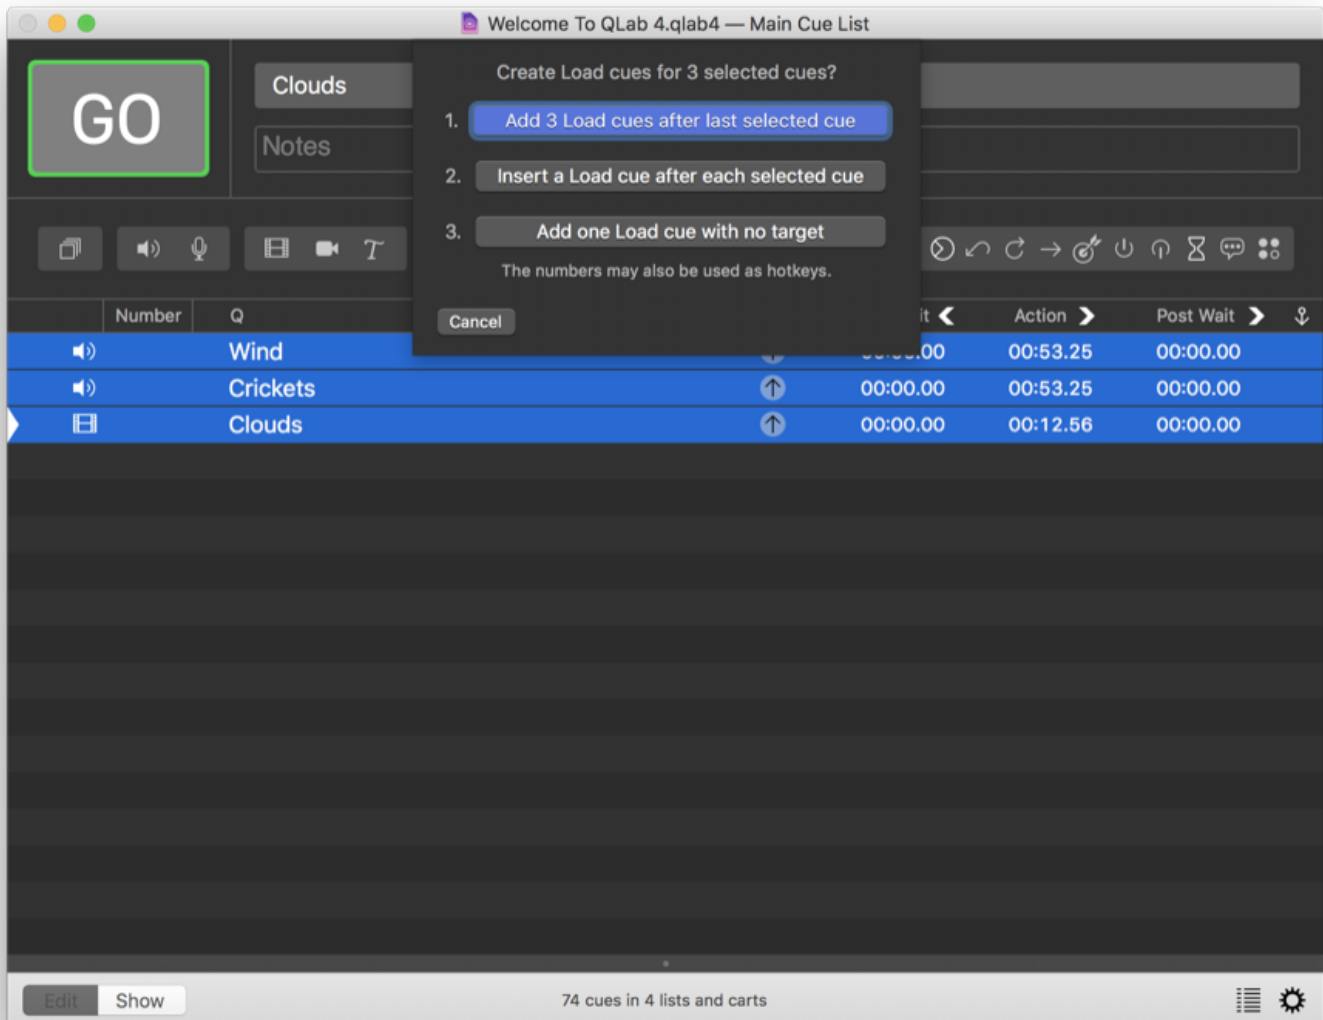 Welcome To QLab 4.qlab4 — Main Cue List
GO
Clouds
Notes
Create Load cues for 3 selected cues?
1. Add 3 Load cues after last selected cue
2. Insert a Load cue after each selected cue
3. Add one Load cue with no target
The numbers may also be used as hotkeys.
Cancel
Number Q Action Post Wait
Wind 00:53.25 00:00.00
Crickets 00:00.00 00:53.25 00:00.00
Clouds 00:00.00 00:12.56 00:00.00
Edit Show 74 cues in 4 lists and carts